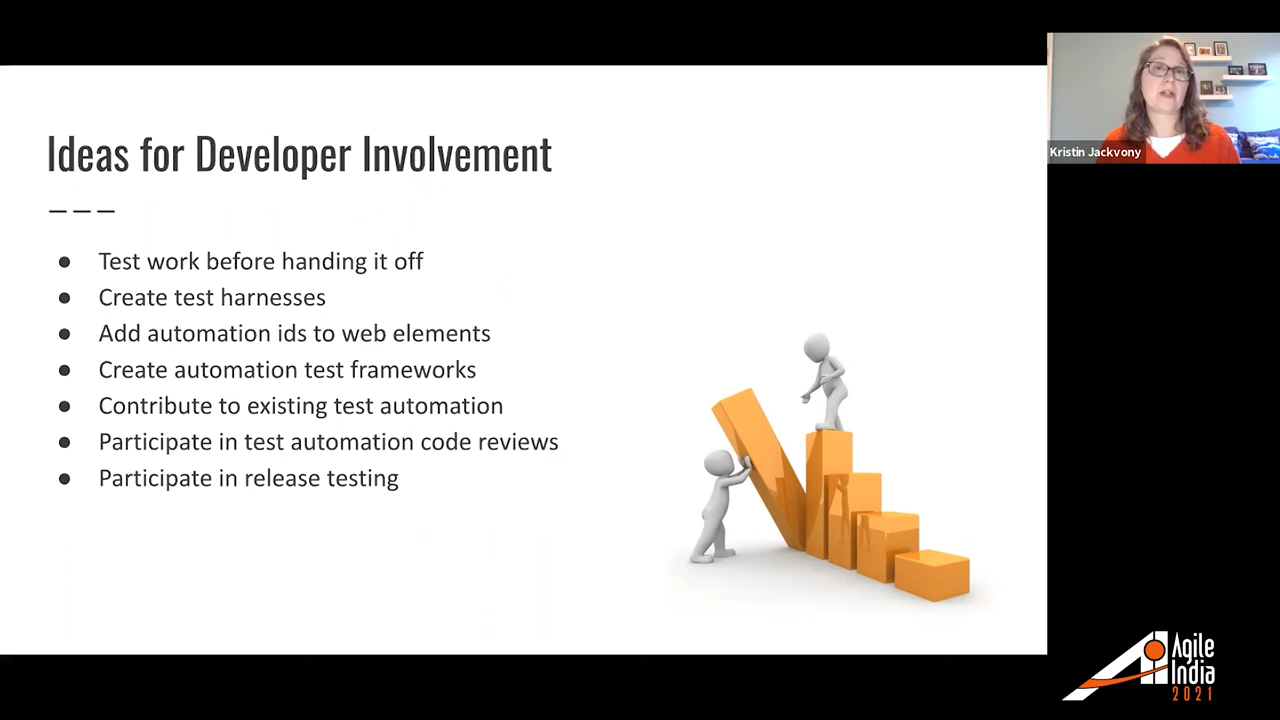 Ideas for Developer Involvement
● Test work before handing it off
● Create test harnesses
● Add automation ids to web elements
● Create automation test frameworks
● Contribute to existing test automation
● Participate in test automation code reviews
● Participate in release testing
Kristin Jackvony
Agile
India
2021